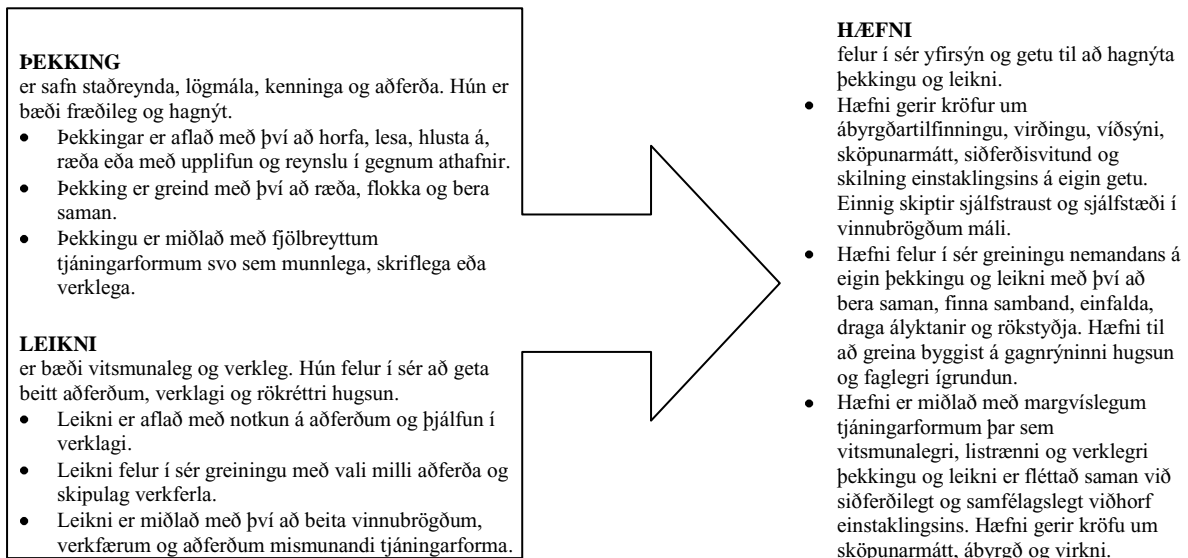 ÞEKKING
er safn staðreynda, lögmála, kenninga og aðferða. Hún er
bæði fræðileg og hagnýt.
• Þekkingar er aflað með því að horfa, lesa, hlusta á,
ræða eða með upplifun og reynslu í gegnum athafnir.
• Þekking er greind með því að ræða, flokka og bera
saman.
• Þekkingu er miðlað með fjölbreyttum
tjáningarformum svo sem munnlega, skriflega eða
verklega.
LEIKNI
er bæði vitsmunaleg og verkleg. Hún felur í sér að geta
beitt aðferðum, verklagi og rökréttri hugsun.
• Leikni er aflað með notkun á aðferðum og þjálfun í
verklagi.
• Leikni felur í sér greiningu með vali milli aðferða og
skipulag verkferla.
• Leikni er miðlað með því að beita vinnubrögðum,
verkfærum og aðferðum mismunandi tjáningarforma.
HÆFNI
felur í sér yfirsýn og getu til að hagnýta
þekkingu og leikni.
• Hæfni gerir kröfur um
ábyrgðartilfinningu, virðingu, víðsýni,
sköpunarmátt, siðferðisvitund og
skilning einstaklingsins á eigin getu.
Einnig skiptir sjálfstraust og sjálfstæði í
vinnubrögðum máli.
• Hæfni felur í sér greiningu nemandans á
eigin þekkingu og leikni með því að
bera saman, finna samband, einfalda,
draga ályktanir og rökstyðja. Hæfni til
að greina byggist á gagnrýninni hugsun
og faglegri ígrundun.
• Hæfni er miðlað með margvíslegum
tjáningarformum þar sem
vitsmunalegri, listrænni og verklegri
þekkingu og leikni er fléttað saman við
siðferðilegt og samfélagslegt viðhorf
einstaklingsins. Hæfni gerir kröfu um
sköpunarmátt, ábyrgð og virkni.